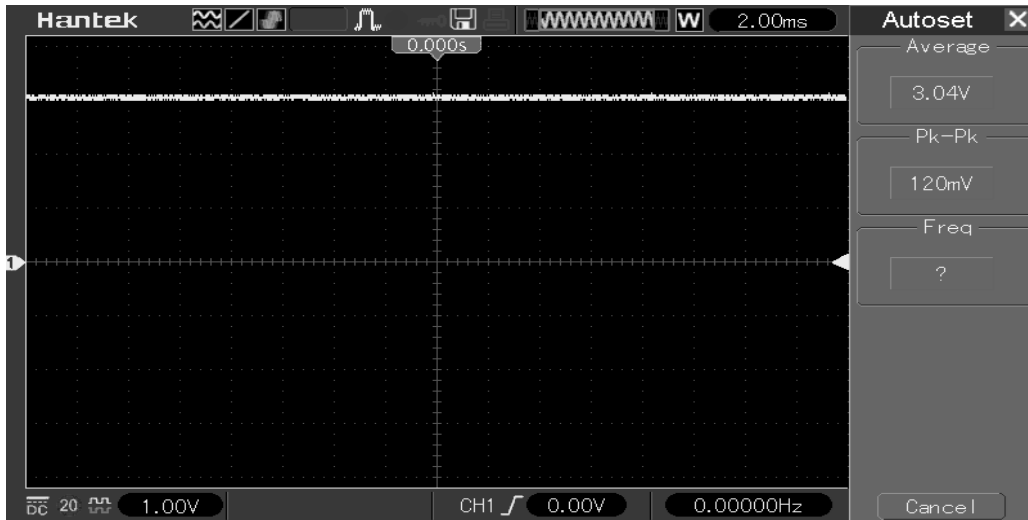 Hantek W 2.00ms Autoset
0.000s
Average
3.04V
Pk-Pk
120mV
Freq
?
1
DC 20 1.00V CH1 0.00V 0.00000Hz Cancel